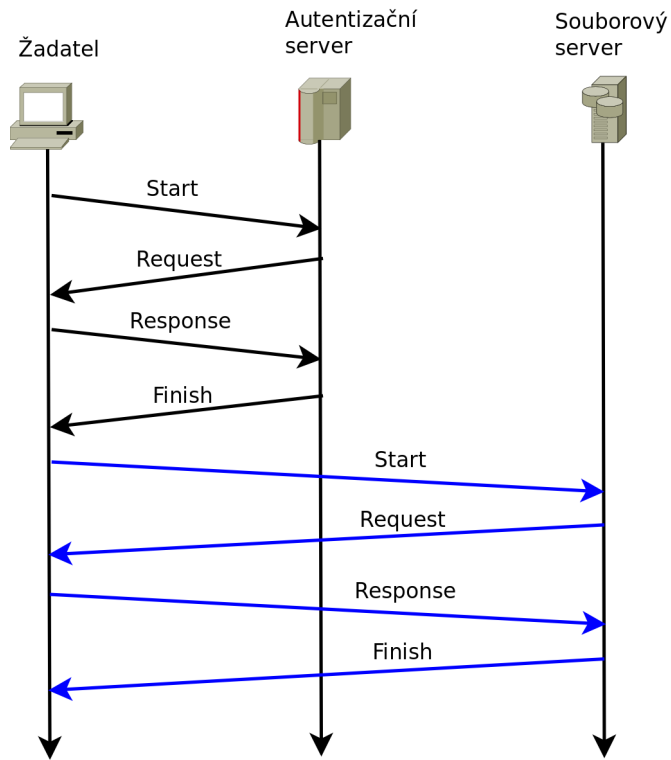 Žadatel
Autentizační
server
Souborový
server
Start
Request
Response
Finish
Start
Request
Response
Finish